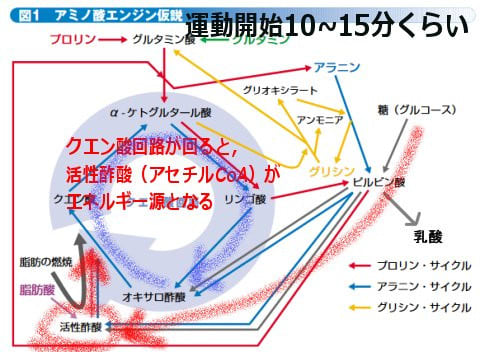 図1 アミノ酸エンジン仮説
運動開始10~15分くらい
プロリン
グルタミン酸
グルタミン
アラニン
グリオキシラート
α-ケトグルタール酸
アンモニア
糖（グルコース）
クエン酸回路が回ると,
活性酢酸（アセチルCoA）が
エネルギー源となる
グリシン
クエン酸
リンゴ酸
ピルビン酸
乳酸
脂肪の燃焼
オキサロ酢酸
脂肪酸
活性酢酸
プロリン・サイクル
アラニン・サイクル
グリシン・サイクル